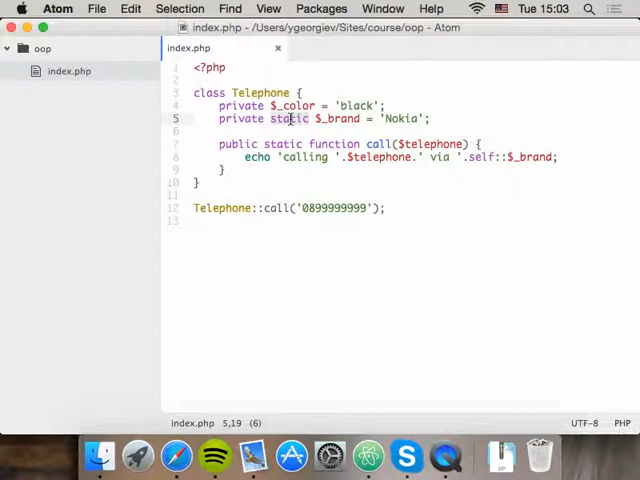 Atom File Edit Selection Find View Packages Window Help Tue 15:03
index.php - /Users/ygeorgiev/Sites/course/oop - Atom
oop
index.php
index.php
1 <?php
2
3 class Telephone {
4 private $_color = 'black';
5 private static $_brand = 'Nokia';
6
7 public static function call($telephone) {
8 echo 'calling '.$telephone.' via '.self::$_brand;
9 }
10 }
11
12 Telephone::call('0899999999');
13
index.php 5,19 (6) UTF-8 PHP
ZIP